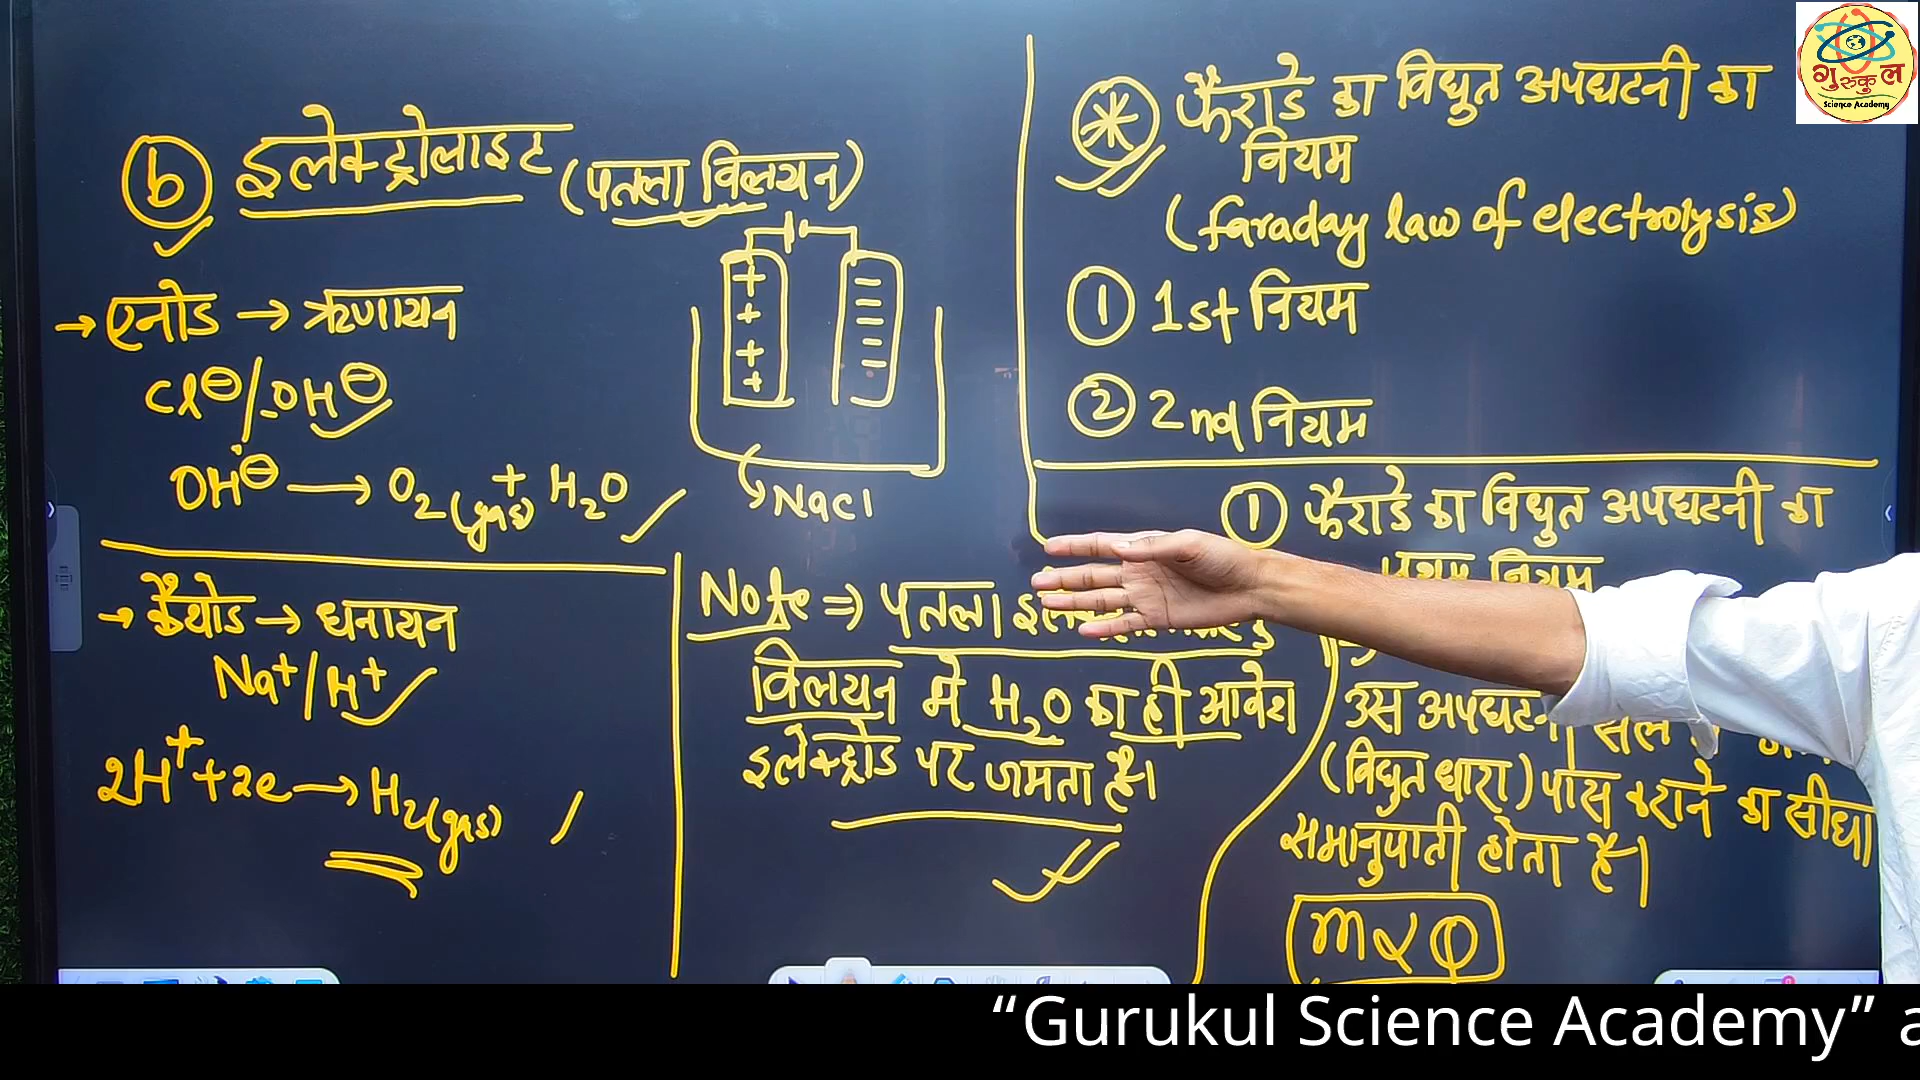 b इलेक्ट्रोलाइट (पतला विलयन)
→ एनोड → ऋणायन
Cl⊖/OH⊖
OH⊖ → O2(gas) + H2O
NaCl
→ कैथोड → धनायन
Na+/H+
2H+ + 2e → H2(gas)
Note ⇒ पतला
विलयन में H2O का ही आवेश
इलेक्ट्रोड पर जमता है।
फैराडे का विद्युत अपघटनी का
नियम
(faraday law of electrolysis)
① 1st नियम
② 2nd नियम
① फैराडे का विद्युत अपघटनी का
नियम
उस अपघटनी
(विद्युत धारा) पास कराने का सीधा
समानुपाती होता है।
m∝Q
गुरुकुल
Science Academy
“Gurukul Science Academy”